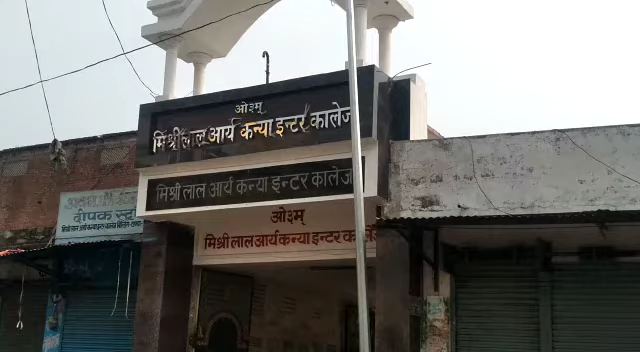 ओ३म्
मिश्रीलाल आर्य कन्या इन्टर कालेज
मिश्री लाल आर्य कन्या इन्टर कालेज
ओ३म्
मिश्रीलाल आर्य कन्या इन्टर का
दीपक